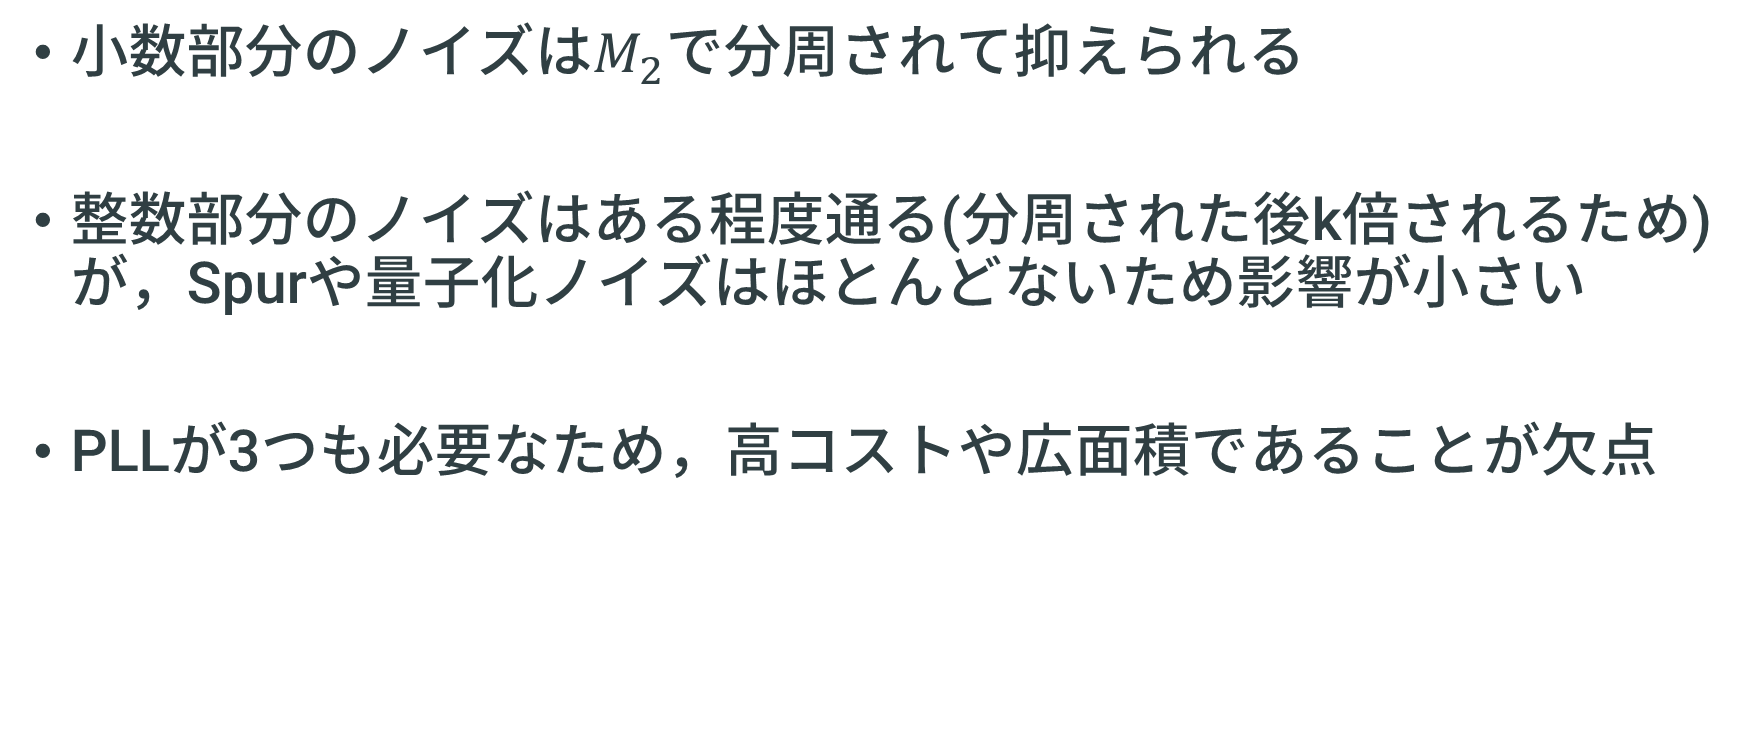 • 小数部分のノイズはM₂で分周されて抑えられる
• 整数部分のノイズはある程度通る(分周された後k倍されるため)
が，Spurや量子化ノイズはほとんどないため影響が小さい
• PLLが3つも必要なため，高コストや広面積であることが欠点